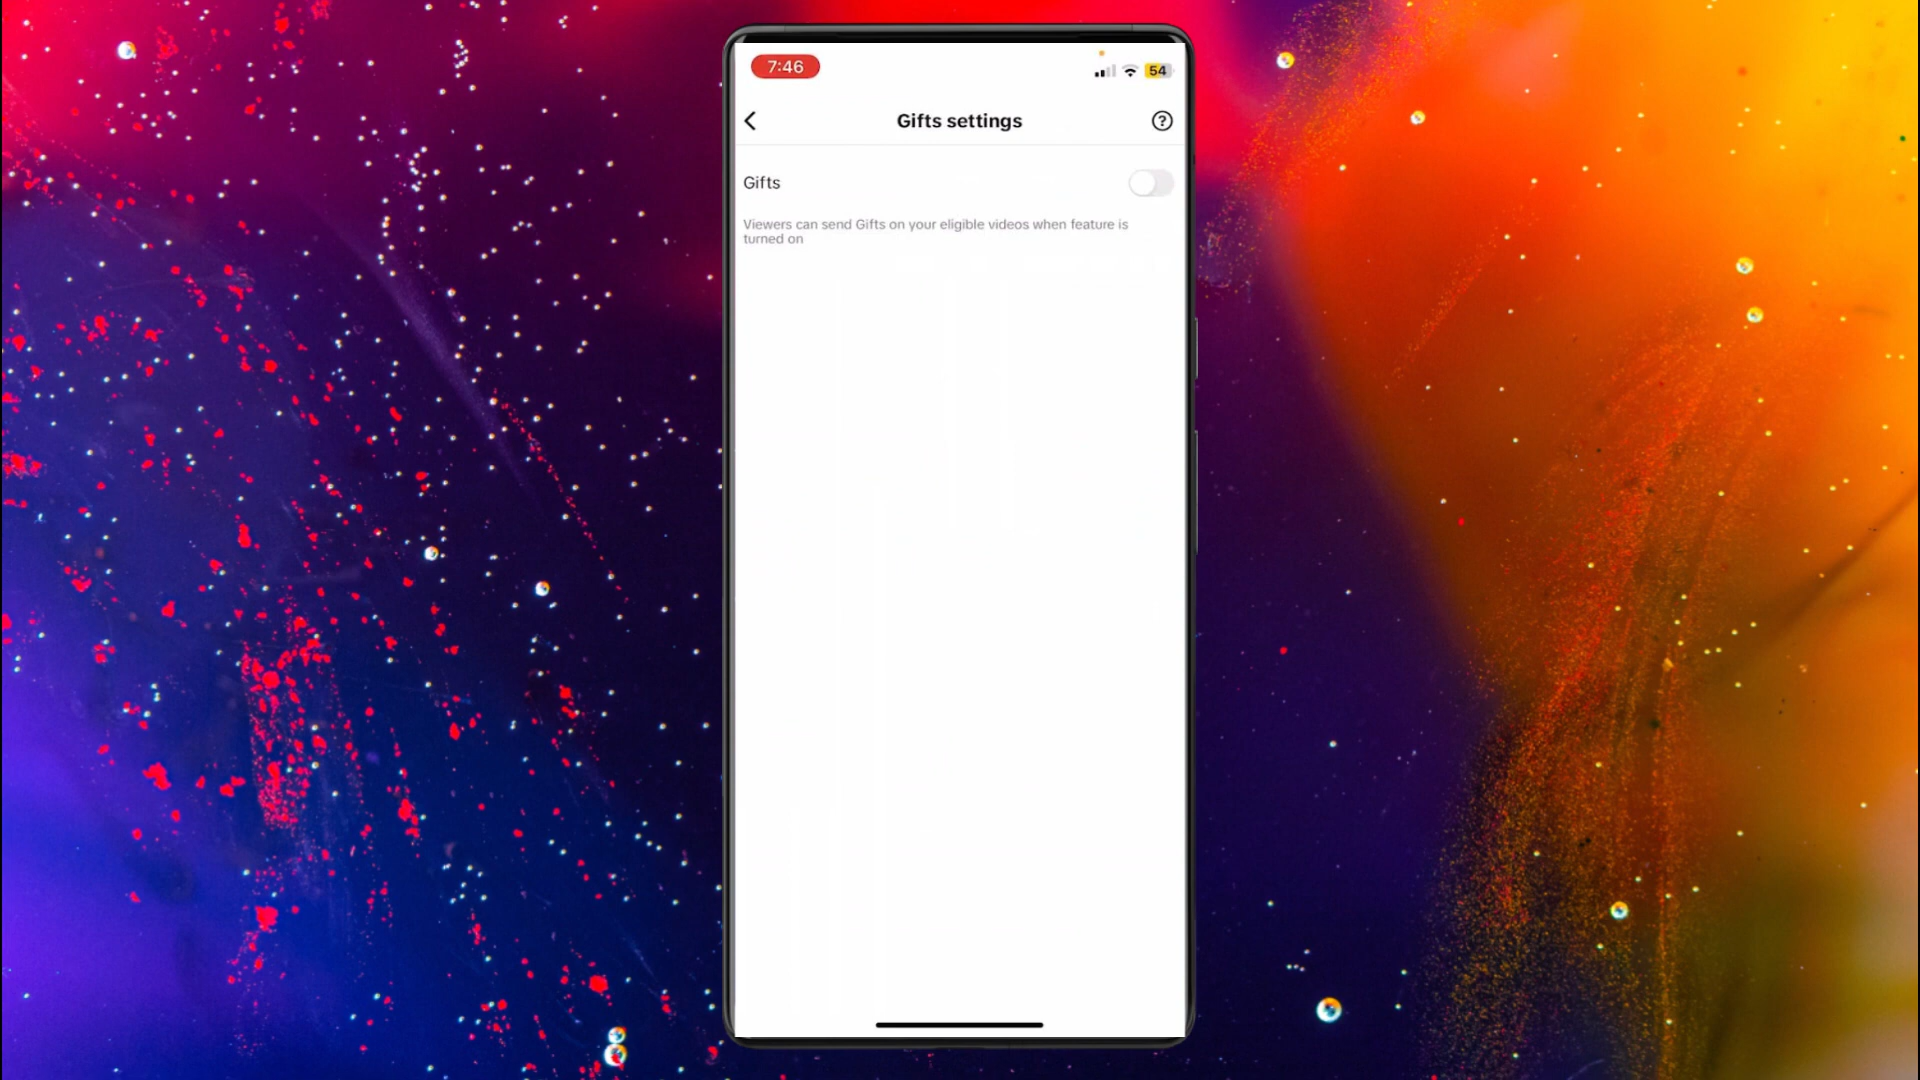 7:46
54
Gifts settings
Gifts
Viewers can send Gifts on your eligible videos when feature is
turned on